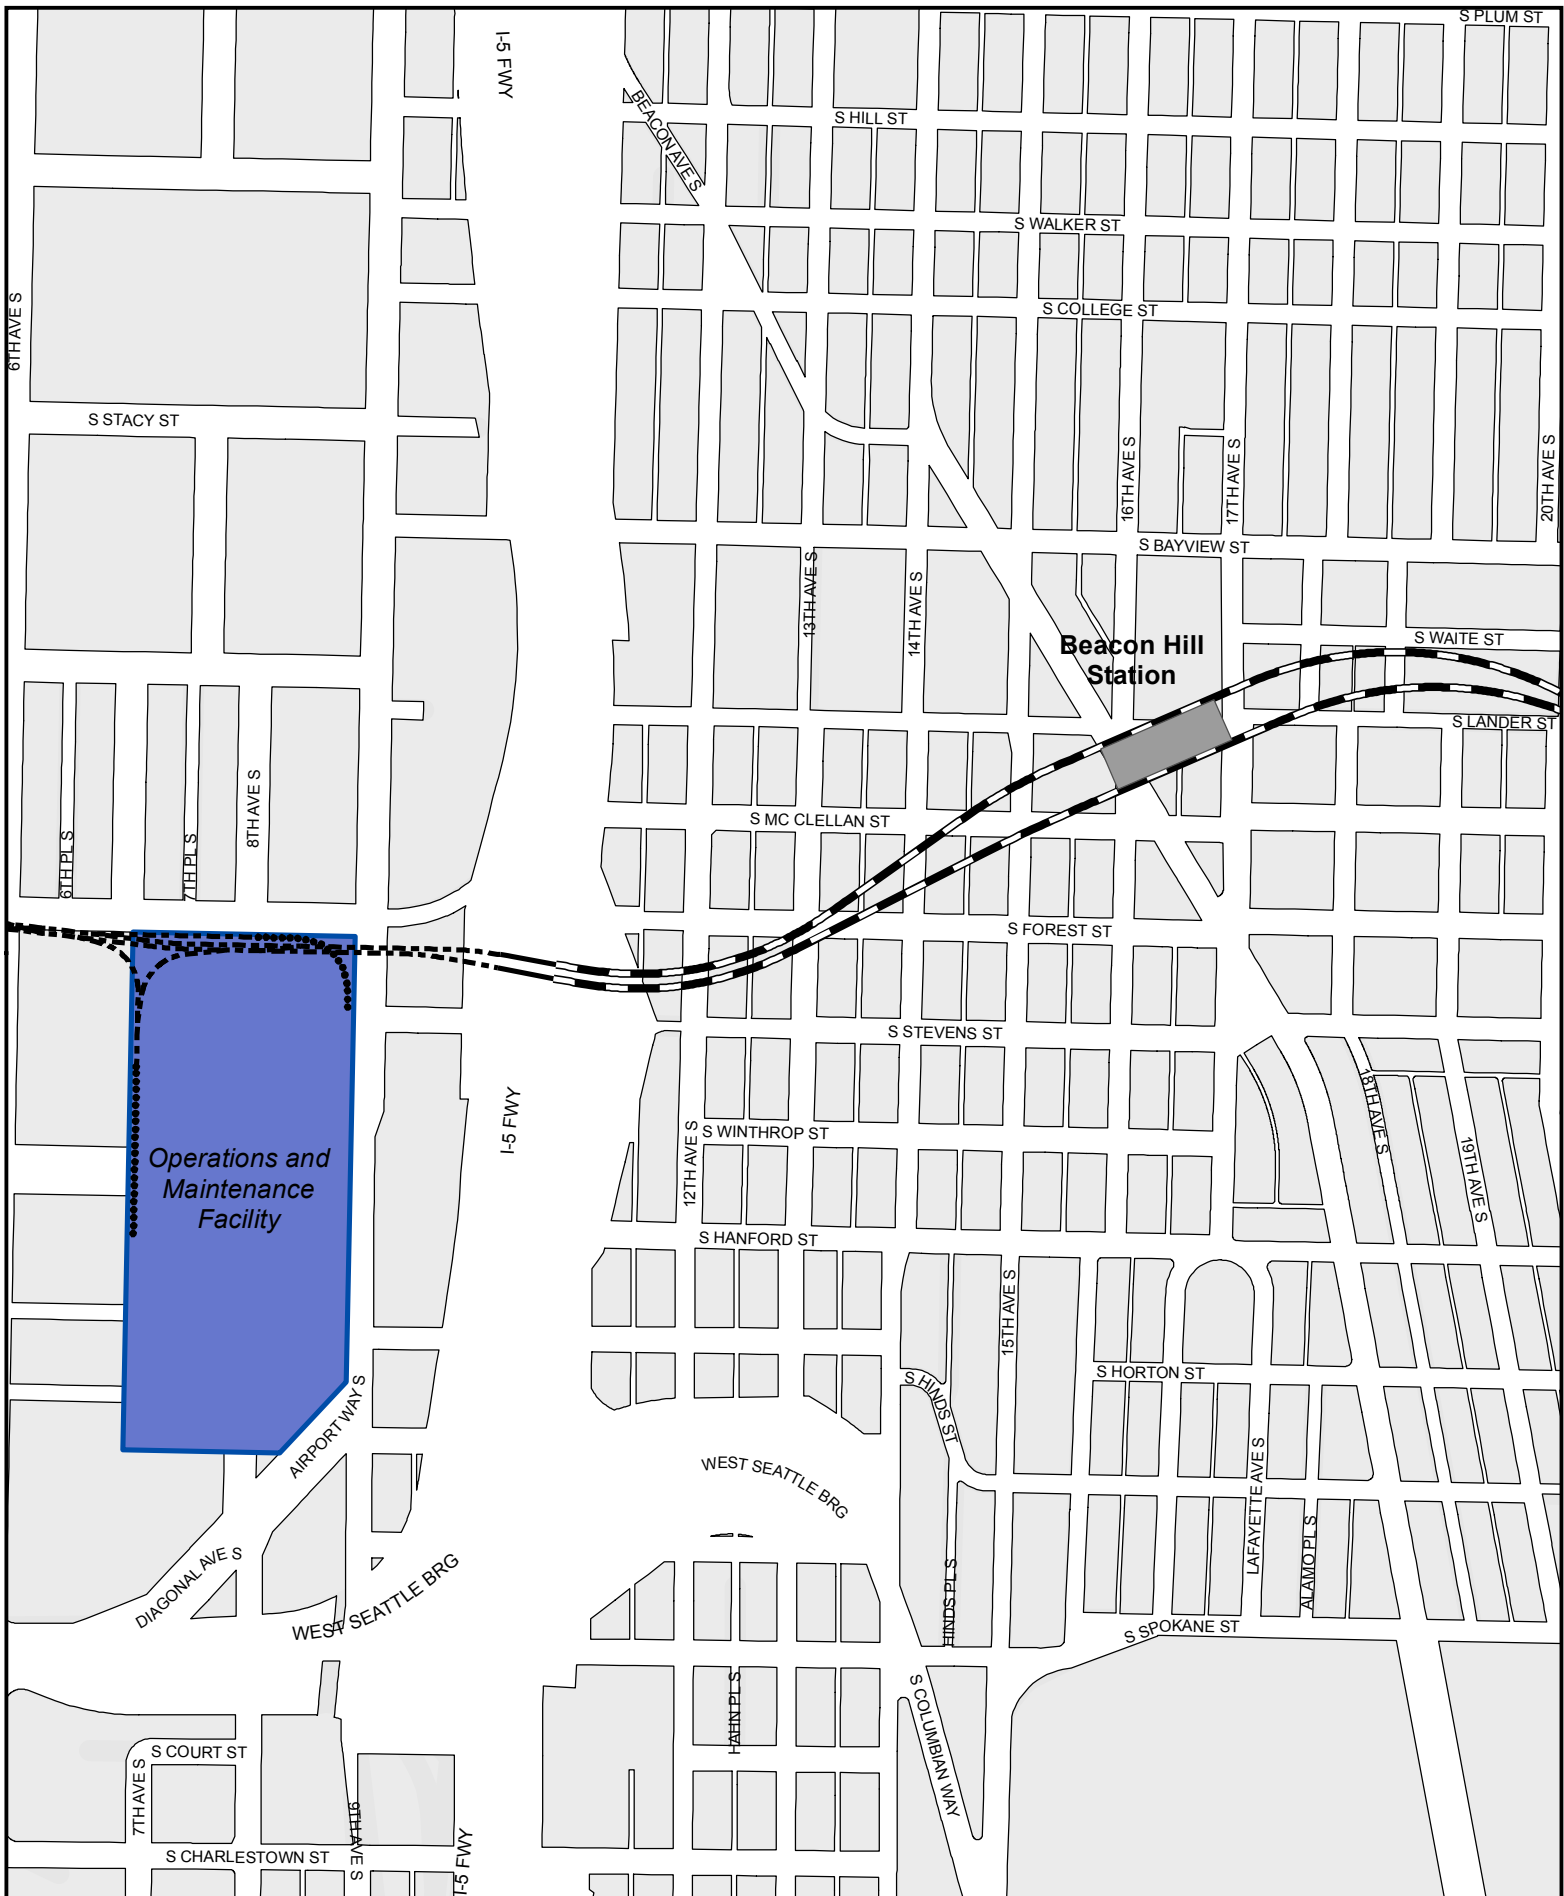 S PLUM ST
I-5 FWY
BEACON AVE S
S HILL ST
S WALKER ST
6TH AVE S
S COLLEGE ST
S STACY ST
16TH AVE S
17TH AVE S
20TH AVE S
S BAYVIEW ST
13TH AVE S
14TH AVE S
Beacon Hill
Station
S WAITE ST
S LANDER ST
6TH PL S
7TH PL S
8TH AVE S
S MC CLELLAN ST
S FOREST ST
S STEVENS ST
I-5 FWY
18TH AVE S
12TH AVE S
S WINTHROP ST
19TH AVE S
Operations and
Maintenance
Facility
S HANFORD ST
15TH AVE S
S HORTON ST
S HINDS ST
AIRPORT WAY S
WEST SEATTLE BRG
LAFAYETTE AVE S
ALAMO PL S
DIAGONAL AVE S
WEST SEATTLE BRG
HINDS PL S
S SPOKANE ST
HAHN PL S
S COLUMBIAN WAY
S COURT ST
7TH AVE S
9TH AVE S
I-5 FWY
S CHARLESTOWN ST